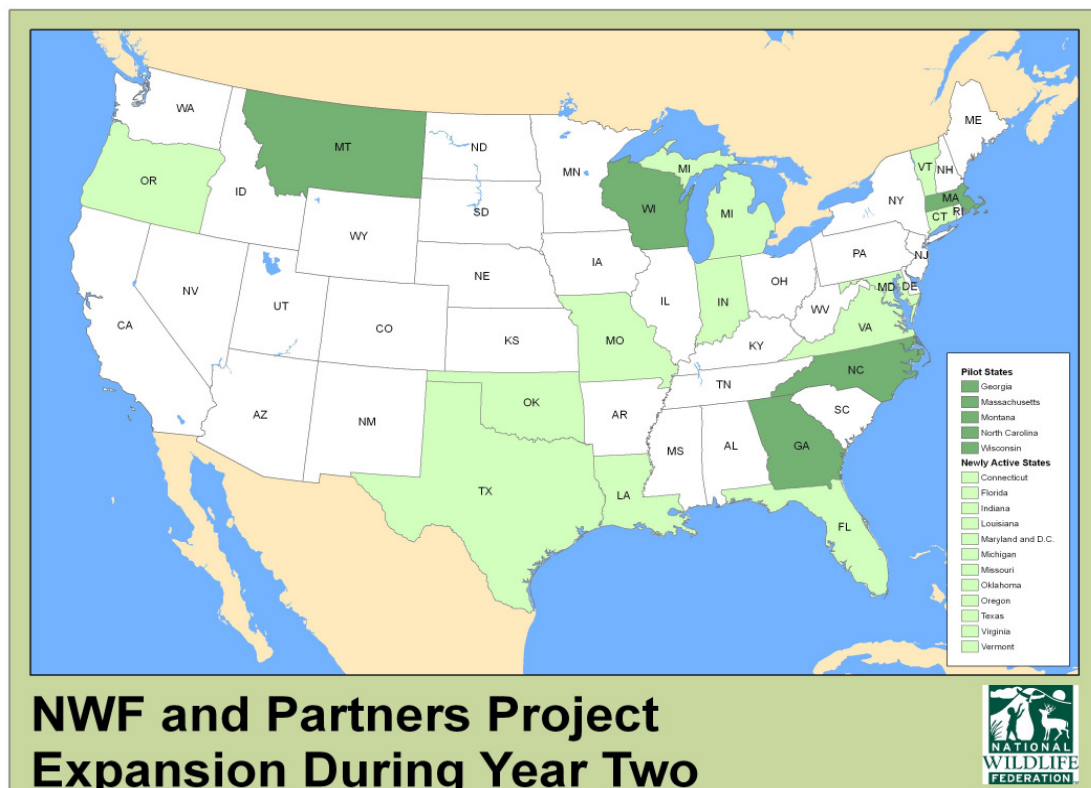 WA
MT
ND
MN
ME
OR
ID
SD
WI
MI
MI
VT
NH
NY
MA
CT
RI
WY
IA
PA
NJ
NE
OH
NV
UT
IL
IN
MD
DE
WV
CA
CO
KS
MO
KY
VA
NC
TN
AZ
NM
OK
AR
SC
MS
AL
GA
TX
LA
FL
Pilot States
Georgia
Massachusetts
Montana
North Carolina
Wisconsin
Newly Active States
Connecticut
Florida
Indiana
Louisiana
Maryland and D.C.
Michigan
Missouri
Oklahoma
Oregon
Texas
Virginia
Vermont
NWF and Partners Project
Expansion During Year Two
NATIONAL
WILDLIFE
FEDERATION